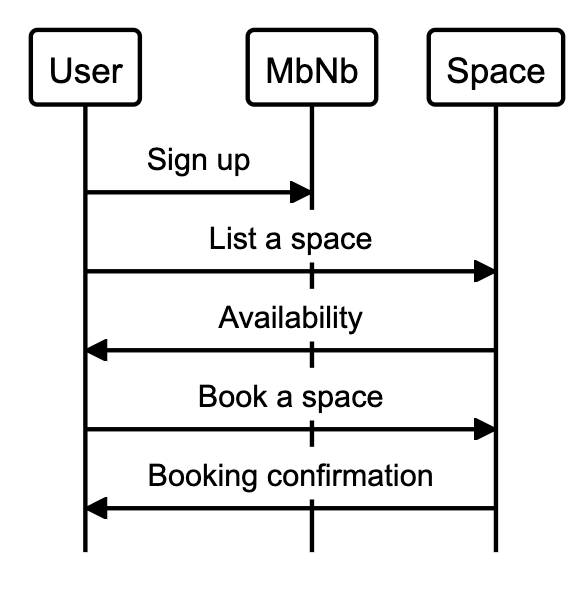 User
MbNb
Space
Sign up
List a space
Availability
Book a space
Booking confirmation